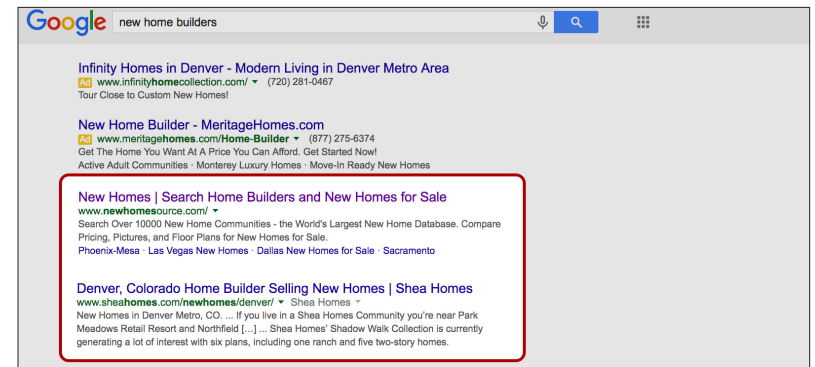 Google new home builders
Infinity Homes in Denver - Modern Living in Denver Metro Area
Ad www.infinityhomecollection.com/ (720) 281-0467
Tour Close to Custom New Homes!
New Home Builder - MeritageHomes.com
Ad www.meritagehomes.com/Home-Builder (877) 275-6374
Get The Home You Want At A Price You Can Afford. Get Started Now!
Active Adult Communities · Monterey Luxury Homes · Move-In Ready New Homes
New Homes | Search Home Builders and New Homes for Sale
www.newhomesource.com/
Search Over 10000 New Home Communities - the World's Largest New Home Database. Compare
Pricing, Pictures, and Floor Plans for New Homes for Sale.
Phoenix-Mesa · Las Vegas New Homes · Dallas New Homes for Sale · Sacramento
Denver, Colorado Home Builder Selling New Homes | Shea Homes
www.sheahomes.com/newhomes/denver/ Shea Homes
New Homes in Denver Metro, CO. ... If you live in a Shea Homes Community you're near Park
Meadows Retail Resort and Northfield [...] ... Shea Homes' Shadow Walk Collection is currently
generating a lot of interest with six plans, including one ranch and five two-story homes.